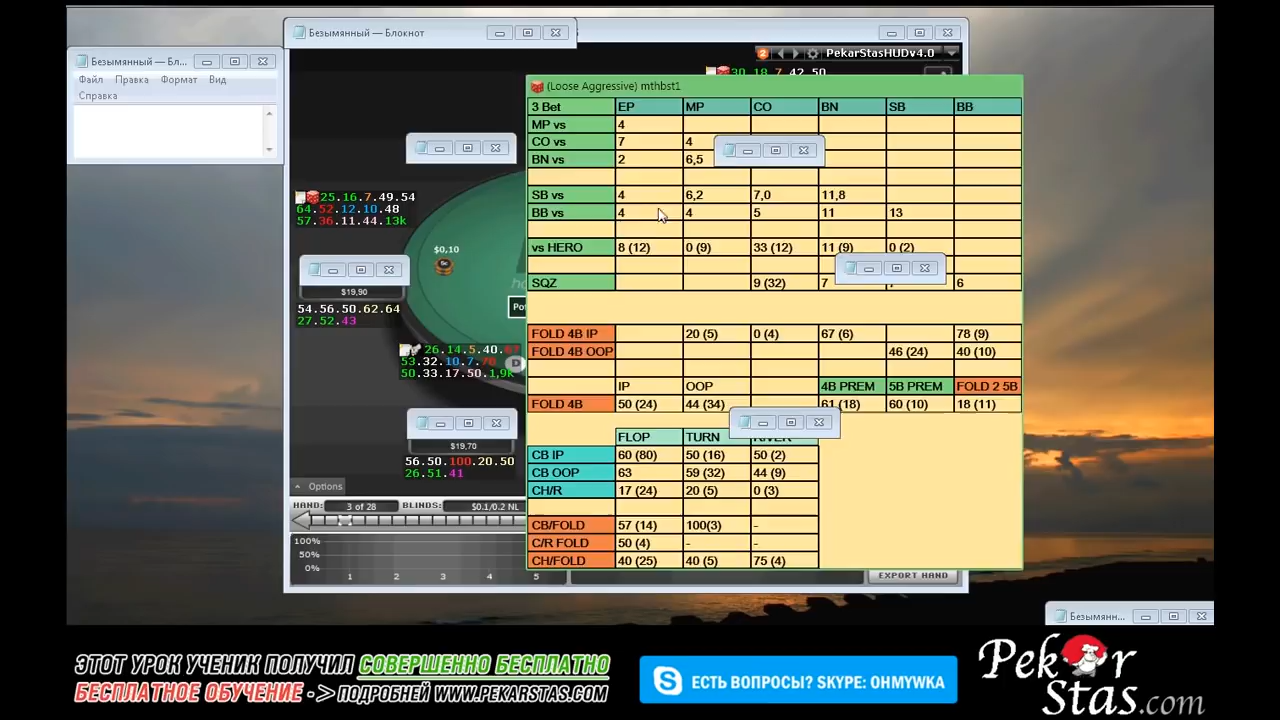 Безымянный — Блокнот
PekarStasHUDv4.0
Безымянный — Бл...
Файл Правка Формат Вид
Справка
30.18.7.42.50
(Loose Aggressive) mthbst1
3 Bet EP MP CO BN SB BB
MP vs 4
CO vs 7 4
BN vs 2 6,5
SB vs 4 6,2 7,0 11,8
BB vs 4 4 5 11 13
vs HERO 8 (12) 0 (9) 33 (12) 11 (9) 0 (2)
SQZ 9 (32) 7 6
FOLD 4B IP 20 (5) 0 (4) 67 (6) 78 (9)
FOLD 4B OOP 46 (24) 40 (10)
IP OOP 4B PREM 5B PREM FOLD 2 5B
FOLD 4B 50 (24) 44 (34) 61 (18) 60 (10) 18 (11)
FLOP TURN RIVER
CB IP 60 (80) 50 (16) 50 (2)
CB OOP 63 59 (32) 44 (9)
CH/R 17 (24) 20 (5) 0 (3)
CB/FOLD 57 (14) 100(3) -
C/R FOLD 50 (4) - -
CH/FOLD 40 (25) 40 (5) 75 (4)
25.16.7.49.54
64.52.12.10.48
57.36.11.44.13k
$0,10
5c
$19,90
54.56.50.62.64
27.52.43
26.14.5.40.67
53.32.10.7.70
50.33.17.50.1,9k
D
$19,70
56.50.100.20.50
26.51.41
Options
HAND: 3 of 28 BLINDS: $0.1/0.2 NL
100%
50%
0%
1 2 3 4 5
EXPORT HAND
Безымянн...
ЭТОТ УРОК УЧЕНИК ПОЛУЧИЛ СОВЕРШЕННО БЕСПЛАТНО
БЕСПЛАТНОЕ ОБУЧЕНИЕ -> ПОДРОБНЕЙ WWW.PEKARSTAS.COM
ЕСТЬ ВОПРОСЫ? SKYPE: OHMYWKA
Pekar
Stas.com